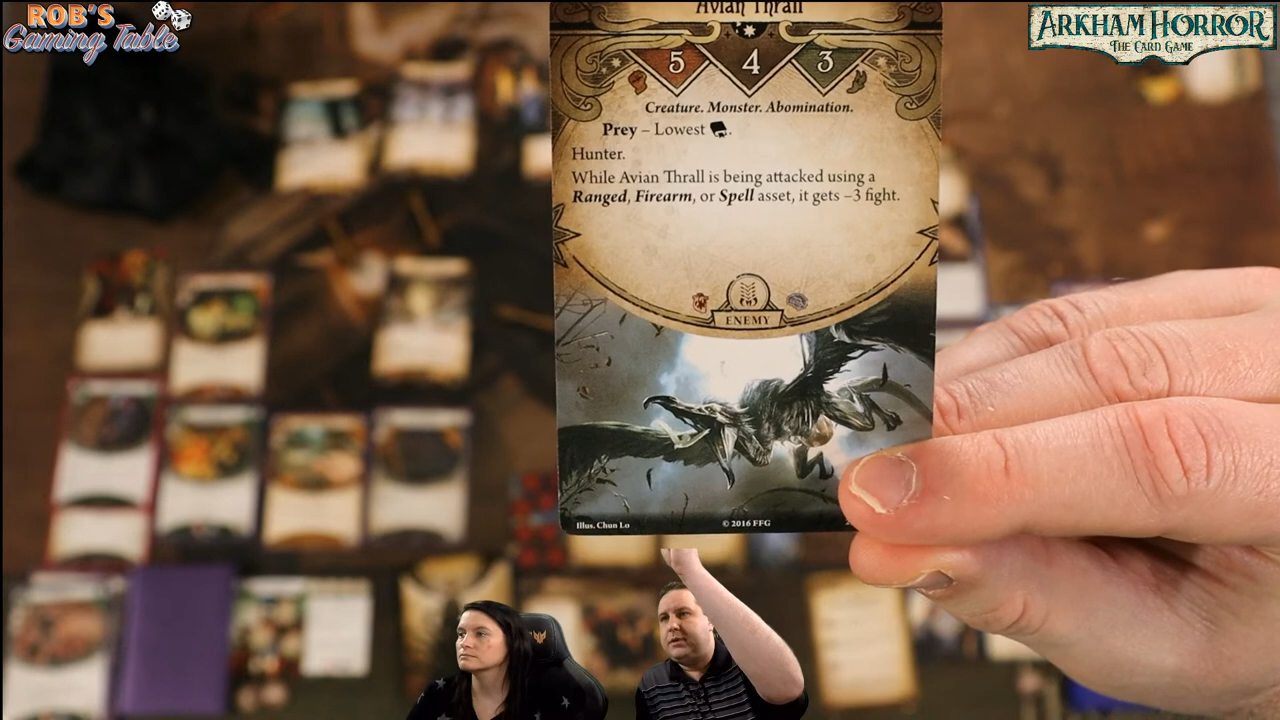 ROB'S
Gaming Table
ARKHAM HORROR
THE CARD GAME
Avian Thrall
5 4 3
Creature. Monster. Abomination.
Prey – Lowest .
Hunter.
While Avian Thrall is being attacked using a
Ranged, Firearm, or Spell asset, it gets –3 fight.
ENEMY
Illus. Chun Lo
© 2016 FFG